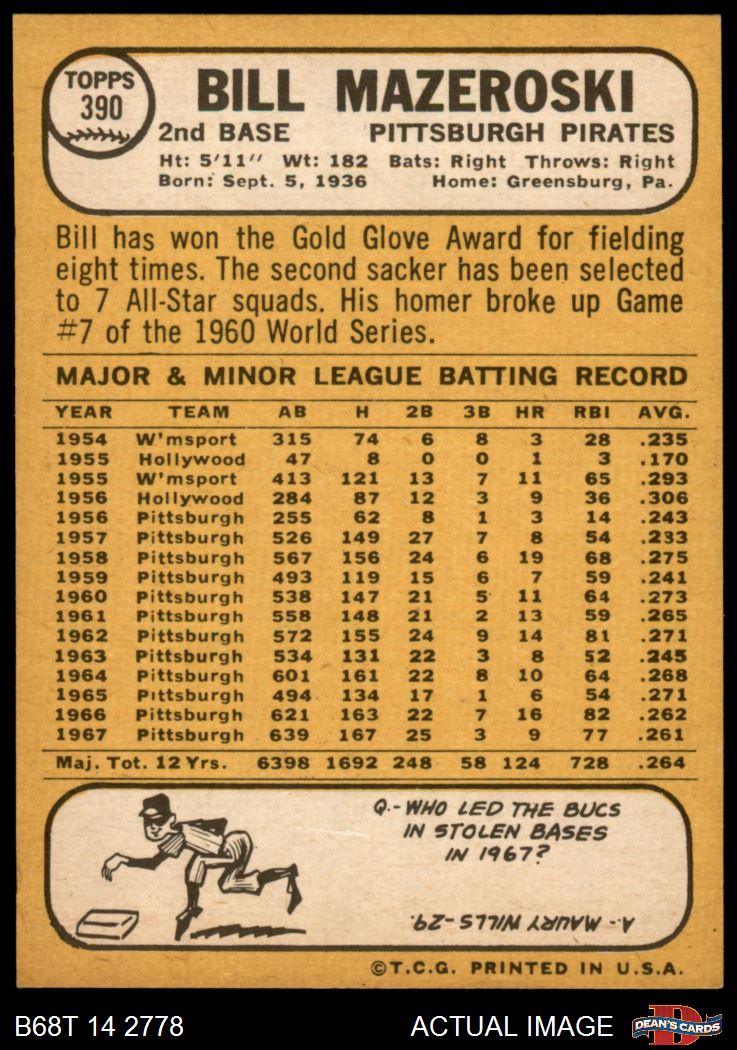 TOPPS
390
BILL MAZEROSKI
2nd BASE PITTSBURGH PIRATES
Ht: 5'11" Wt: 182 Bats: Right Throws: Right
Born: Sept. 5, 1936 Home: Greensburg, Pa.
Bill has won the Gold Glove Award for fielding
eight times. The second sacker has been selected
to 7 All-Star squads. His homer broke up Game
#7 of the 1960 World Series.
MAJOR & MINOR LEAGUE BATTING RECORD
YEAR TEAM AB H 2B 3B HR RBI AVG.
1954 W'msport 315 74 6 8 3 28 .235
1955 Hollywood 47 8 0 0 1 3 .170
1955 W'msport 413 121 13 7 11 65 .293
1956 Hollywood 284 87 12 3 9 36 .306
1956 Pittsburgh 255 62 8 1 3 14 .243
1957 Pittsburgh 526 149 27 7 8 54 .233
1958 Pittsburgh 567 156 24 6 19 68 .275
1959 Pittsburgh 493 119 15 6 7 59 .241
1960 Pittsburgh 538 147 21 5 11 64 .273
1961 Pittsburgh 558 148 21 2 13 59 .265
1962 Pittsburgh 572 155 24 9 14 81 .271
1963 Pittsburgh 534 131 22 3 8 52 .245
1964 Pittsburgh 601 161 22 8 10 64 .268
1965 Pittsburgh 494 134 17 1 6 54 .271
1966 Pittsburgh 621 163 22 7 16 82 .262
1967 Pittsburgh 639 167 25 3 9 77 .261
Maj. Tot. 12 Yrs. 6398 1692 248 58 124 728 .264
Q.-WHO LED THE BUCS
IN STOLEN BASES
IN 1967?
A.-MAURY WILLS-29.
©T.C.G. PRINTED IN U.S.A.
B68T 14 2778 ACTUAL IMAGE
D
DEAN'S CARDS